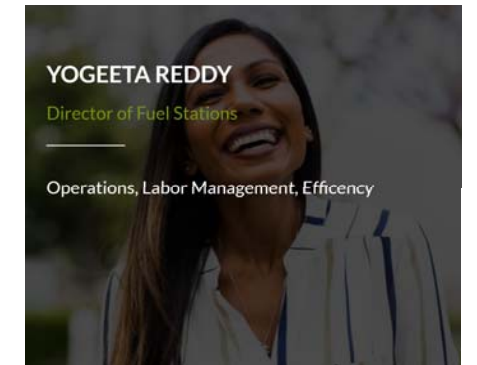 YOGEETA REDDY
Director of Fuel Stations
Operations, Labor Management, Efficency